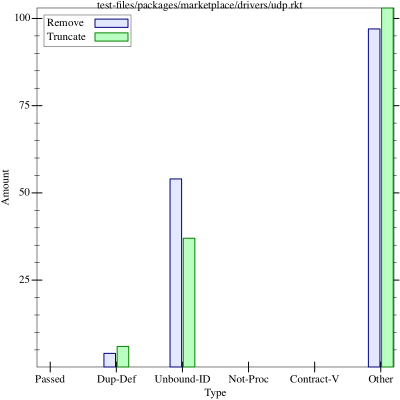 test-files/packages/marketplace/drivers/udp.rkt
Remove
Truncate
100
75
50
25
Amount
Passed Dup-Def Unbound-ID Not-Proc Contract-V Other
Type